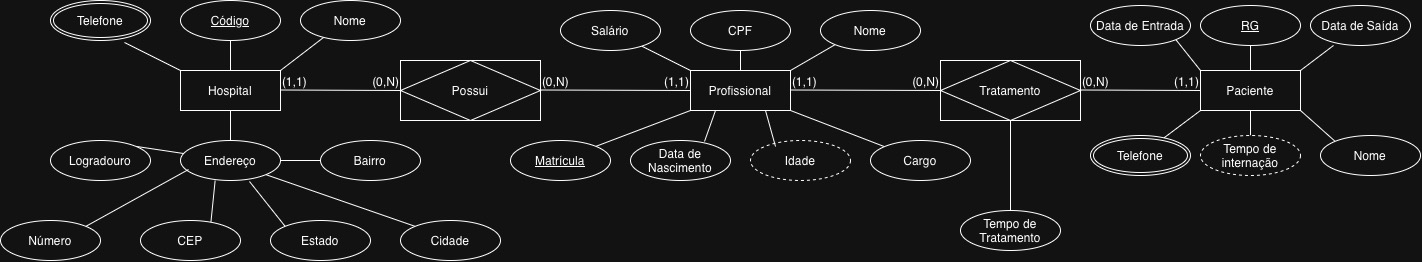 Telefone
Código
Nome
Salário
CPF
Nome
Data de Entrada
RG
Data de Saída
Hospital
(1,1)
(0,N)
Possui
(0,N)
(1,1)
Profissional
(1,1)
(0,N)
Tratamento
(0,N)
(1,1)
Paciente
Logradouro
Endereço
Bairro
Matrícula
Data de
Nascimento
Idade
Cargo
Telefone
Tempo de
internação
Nome
Número
CEP
Estado
Cidade
Tempo de
Tratamento